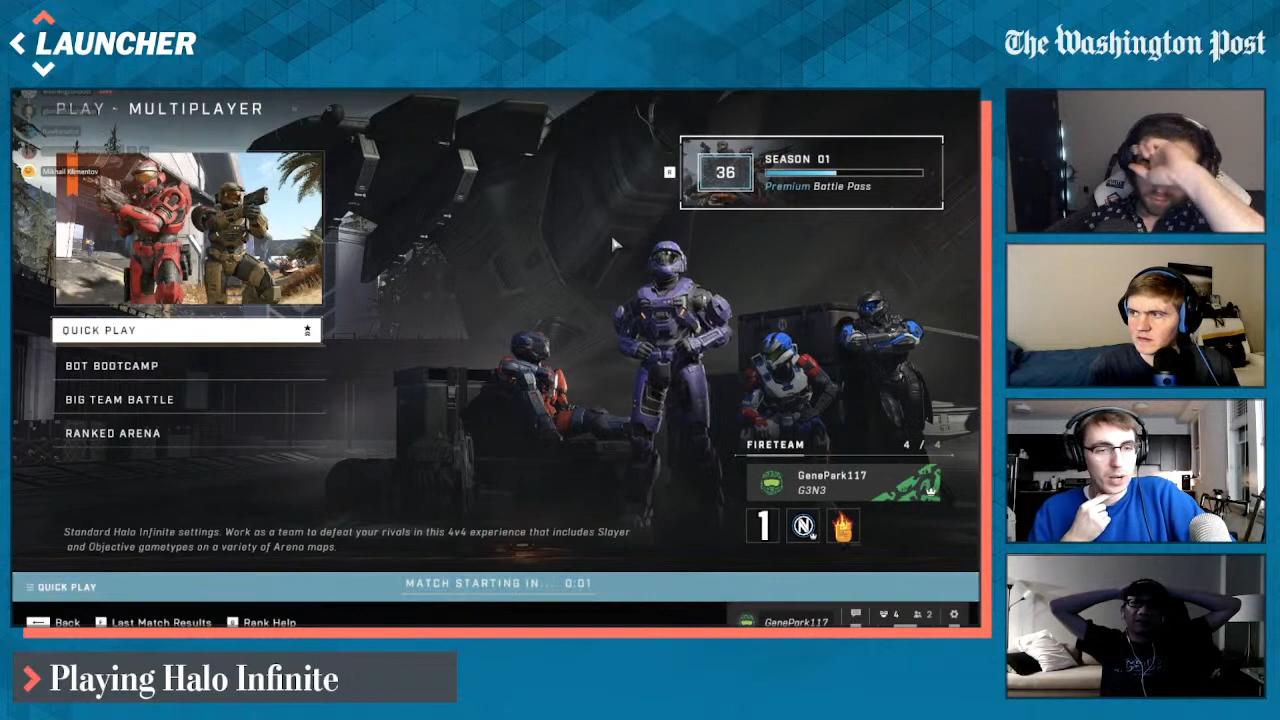 LAUNCHER
The Washington Post
PLAY - MULTIPLAYER
Mikhail Klimentov
36
SEASON 01
Premium Battle Pass
R
QUICK PLAY
BOT BOOTCAMP
BIG TEAM BATTLE
RANKED ARENA
FIRETEAM 4 / 4
GenePark117
G3N3
1
N
Standard Halo Infinite settings. Work as a team to defeat your rivals in this 4v4 experience that includes Slayer
and Objective gametypes on a variety of Arena maps.
QUICK PLAY
MATCH STARTING IN... 0:01
Back
Last Match Results
Rank Help
GenePark117
4
2
Playing Halo Infinite